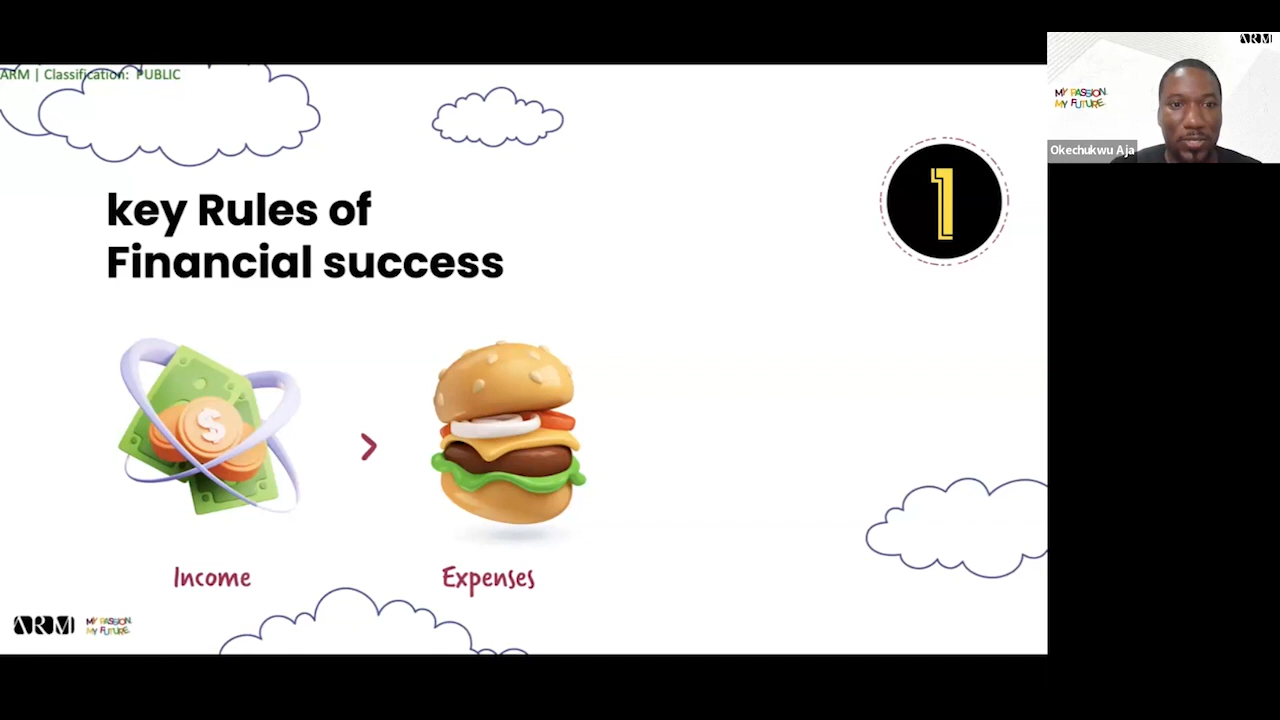 ARM | Classification: PUBLIC
key Rules of
Financial success
1
$
>
Income
Expenses
ARM
MY PASSION.
MY FUTURE.
ARM
MY PASSION.
MY FUTURE.
Okechukwu Aja